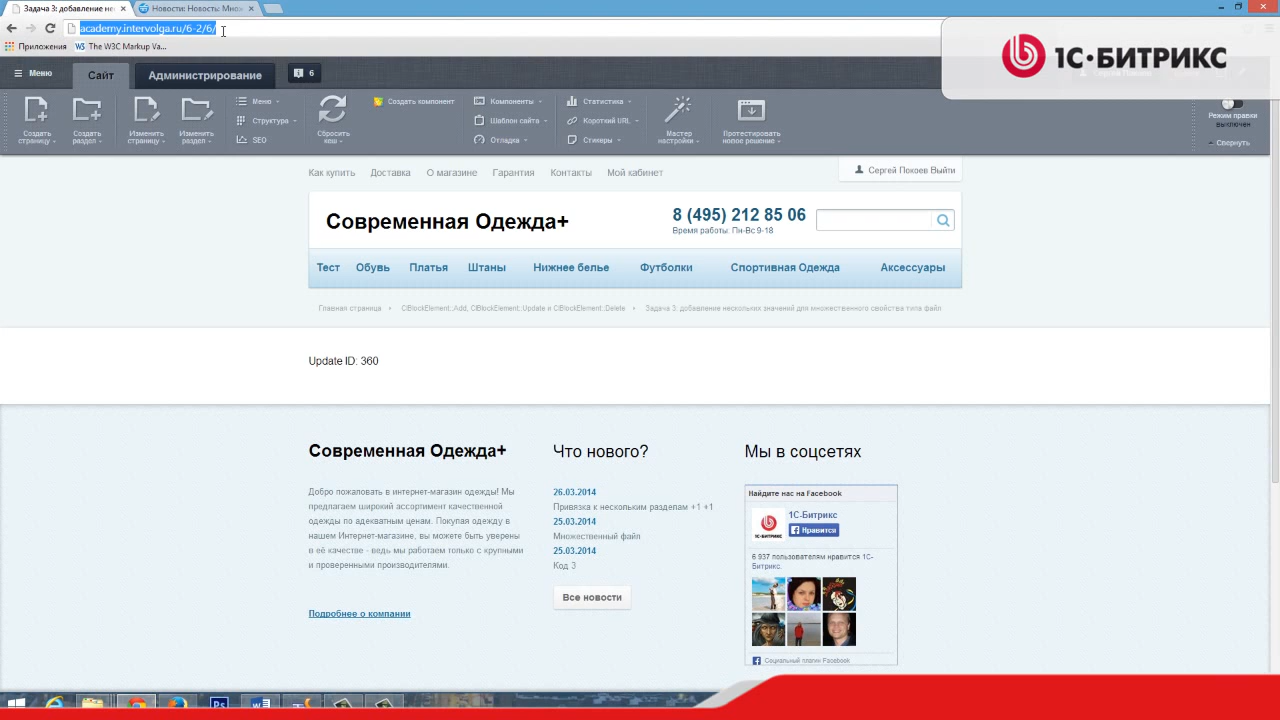 Задача 3: добавление не
Новости: Новость: Множ
academy.intervolga.ru/6-2/6/
Приложения
The W3C Markup Va...
1С·БИТРИКС
Меню
Сайт
Администрирование
6
Создать страницу
Создать раздел
Изменить страницу
Изменить раздел
Меню
Структура
SEO
Сбросить кеш
Создать компонент
Компоненты
Шаблон сайта
Отладка
Статистика
Короткий URL
Стикеры
Мастер настройки
Протестировать новое решение
Режим правки
выключен
Свернуть
Как купить
Доставка
О магазине
Гарантия
Контакты
Мой кабинет
Сергей Покоев Выйти
Современная Одежда+
8 (495) 212 85 06
Время работы: Пн-Вс 9-18
Тест
Обувь
Платья
Штаны
Нижнее белье
Футболки
Спортивная Одежда
Аксессуары
Главная страница
CIBlockElement::Add, CIBlockElement::Update и CIBlockElement::Delete
Задача 3: добавление нескольких значений для множественного свойства типа файл
Update ID: 360
Современная Одежда+
Добро пожаловать в интернет-магазин одежды! Мы
предлагаем широкий ассортимент качественной
одежды по адекватным ценам. Покупая одежду в
нашем Интернет-магазине, вы можете быть уверены
в её качестве - ведь мы работаем только с крупными
и проверенными производителями.
Подробнее о компании
Что нового?
26.03.2014
Привязка к нескольким разделам +1 +1
25.03.2014
Множественный файл
25.03.2014
Код 3
Все новости
Мы в соцсетях
Найдите нас на Facebook
1С-Битрикс
Нравится
1С·БИТРИКС
6 937 пользователям нравится 1С-
Битрикс.
Социальный плагин Facebook